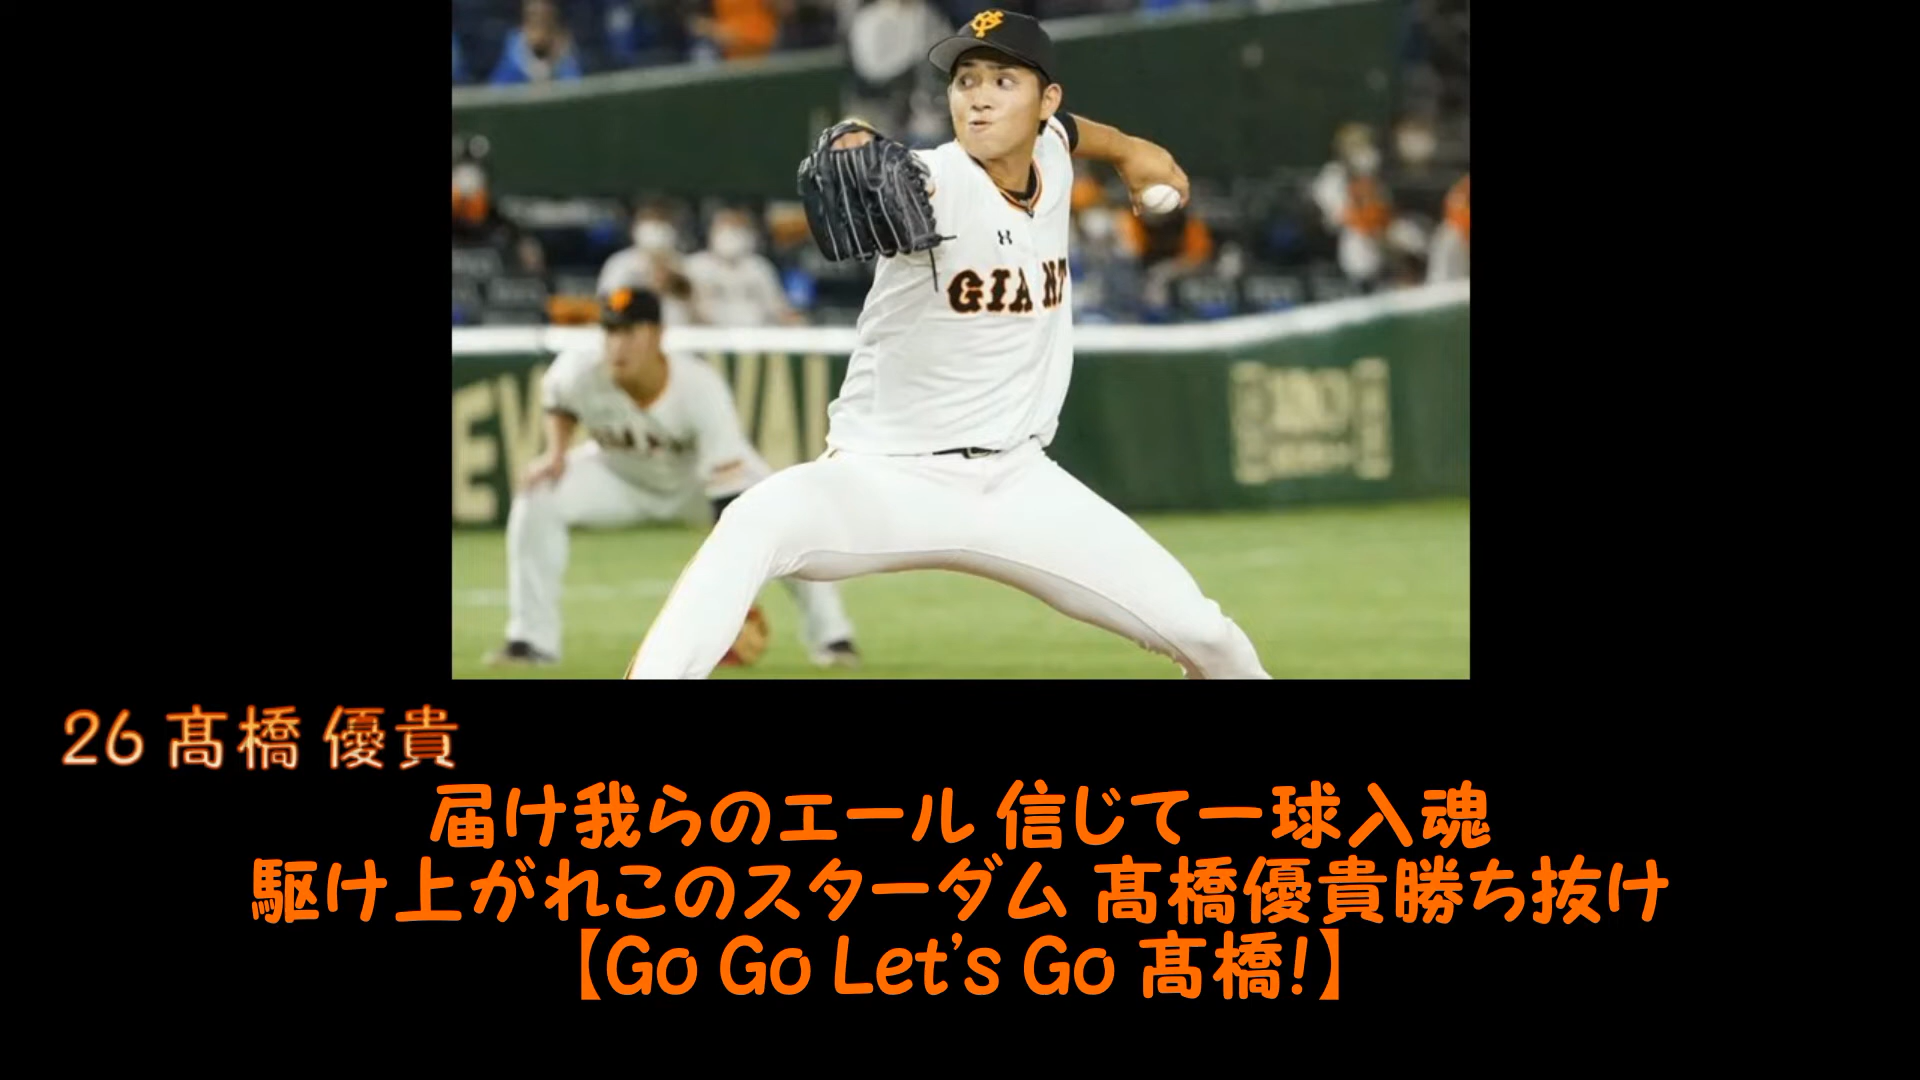 GIANT
26 髙橋 優貴
届け我らのエール 信じて一球入魂
駆け上がれこのスターダム 髙橋優貴勝ち抜け
【Go Go Let's Go 髙橋!】